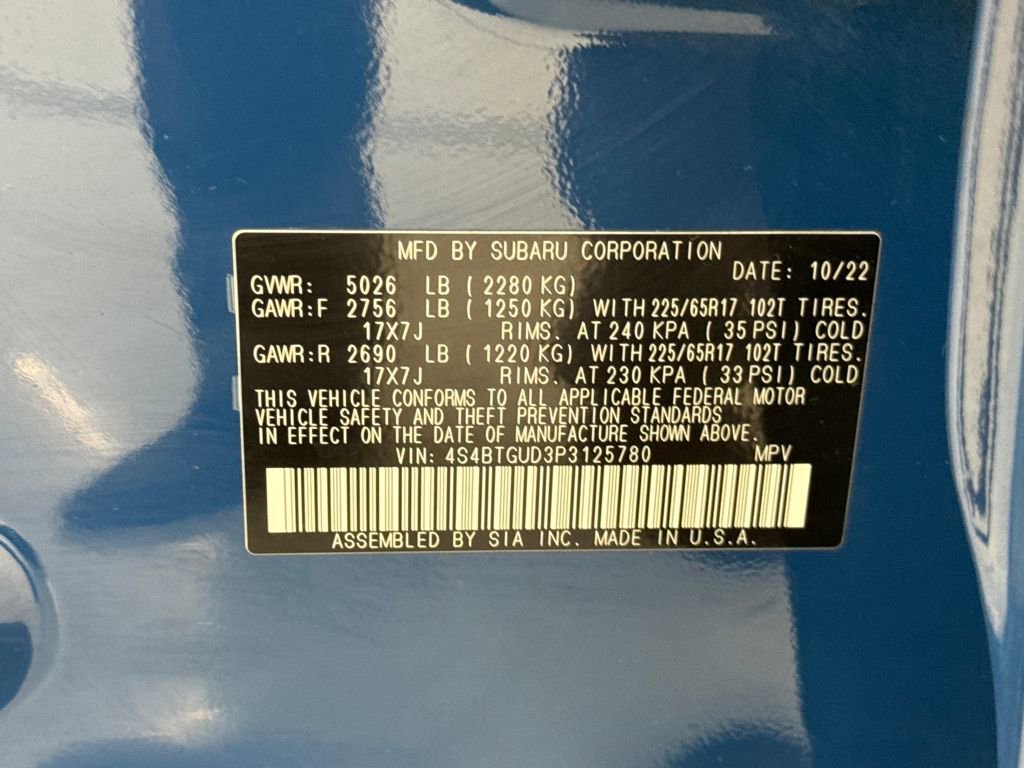 MFD BY SUBARU CORPORATION
DATE: 10/22
GVWR: 5026 LB ( 2280 KG)
GAWR:F 2756 LB ( 1250 KG) WITH 225/65R17 102T TIRES.
17X7J RIMS. AT 240 KPA ( 35 PSI) COLD
GAWR:R 2690 LB ( 1220 KG) WITH 225/65R17 102T TIRES.
17X7J RIMS. AT 230 KPA ( 33 PSI) COLD
THIS VEHICLE CONFORMS TO ALL APPLICABLE FEDERAL MOTOR
VEHICLE SAFETY AND THEFT PREVENTION STANDARDS
IN EFFECT ON THE DATE OF MANUFACTURE SHOWN ABOVE.
VIN: 4S4BTGUD3P3125780 MPV
ASSEMBLED BY SIA INC. MADE IN U.S.A.